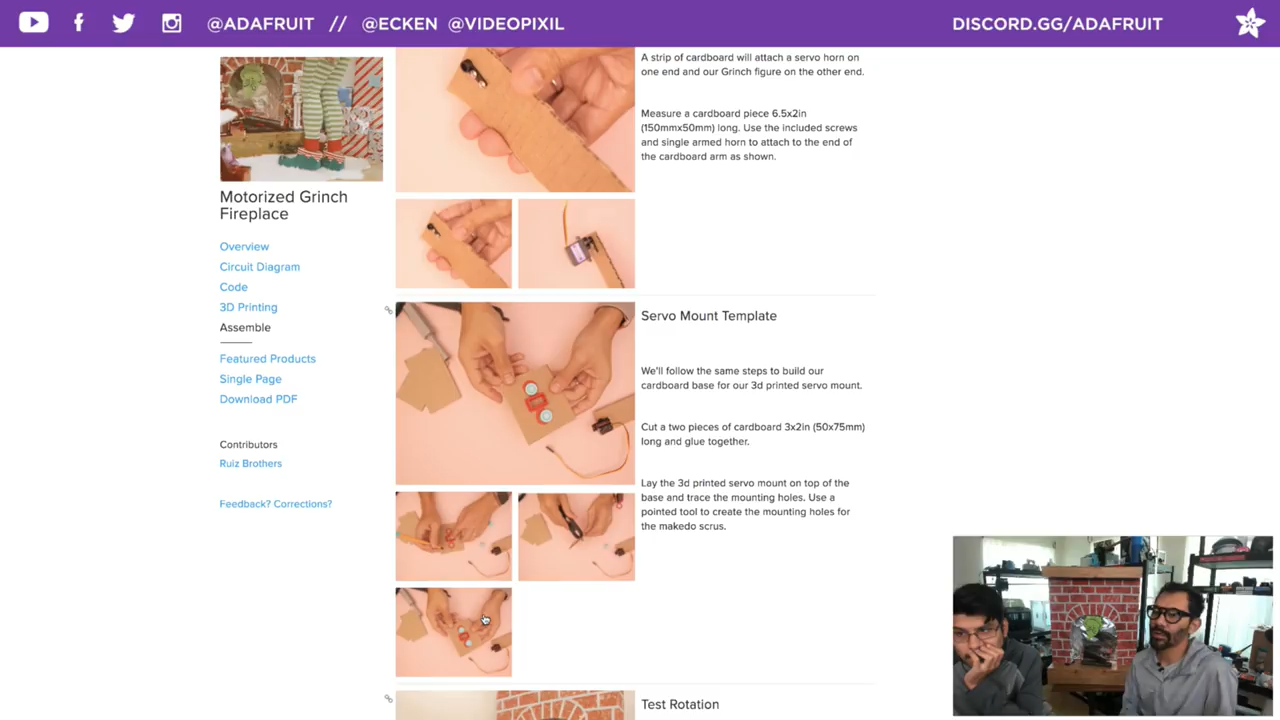 @ADAFRUIT // @ECKEN @VIDEOPIXIL
DISCORD.GG/ADAFRUIT
Motorized Grinch
Fireplace
Overview
Circuit Diagram
Code
3D Printing
Assemble
Featured Products
Single Page
Download PDF
Contributors
Ruiz Brothers
Feedback? Corrections?
A strip of cardboard will attach a servo horn on
one end and our Grinch figure on the other end.
Measure a cardboard piece 6.5x2in
(150mmx50mm) long. Use the included screws
and single armed horn to attach to the end of
the cardboard arm as shown.
Servo Mount Template
We'll follow the same steps to build our
cardboard base for our 3d printed servo mount.
Cut a two pieces of cardboard 3x2in (50x75mm)
long and glue together.
Lay the 3d printed servo mount on top of the
base and trace the mounting holes. Use a
pointed tool to create the mounting holes for
the makedo scrus.
Test Rotation